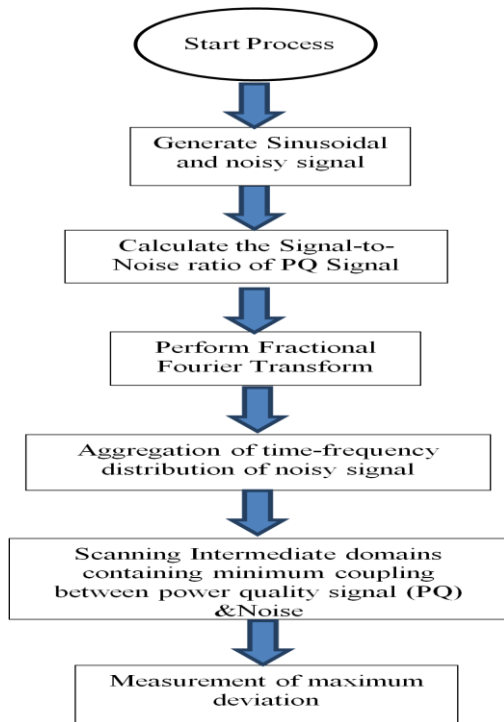 Start Process
Generate Sinusoidal
and noisy signal
Calculate the Signal-to-
Noise ratio of PQ Signal
Perform Fractional
Fourier Transform
Aggregation of time-frequency
distribution of noisy signal
Scanning Intermediate domains
containing minimum coupling
between power quality signal (PQ)
&Noise
Measurement of maximum
deviation